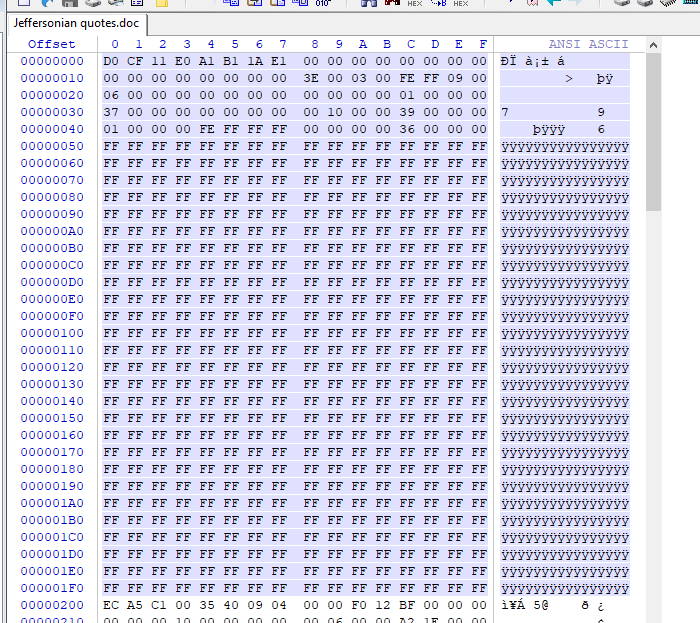 Jeffersonian quotes.doc
Offset 0 1 2 3 4 5 6 7 8 9 A B C D E F ANSI ASCII
00000000 D0 CF 11 E0 A1 B1 1A E1 00 00 00 00 00 00 00 00 ÐÏ à¡± á
00000010 00 00 00 00 00 00 00 00 3E 00 03 00 FE FF 09 00 > þÿ
00000020 06 00 00 00 00 00 00 00 00 00 00 00 01 00 00 00
00000030 37 00 00 00 00 00 00 00 00 10 00 00 39 00 00 00 7 9
00000040 01 00 00 00 FE FF FF FF 00 00 00 00 36 00 00 00 þÿÿÿ 6
00000050 FF FF FF FF FF FF FF FF FF FF FF FF FF FF FF FF ÿÿÿÿÿÿÿÿÿÿÿÿÿÿÿÿ
00000060 FF FF FF FF FF FF FF FF FF FF FF FF FF FF FF FF ÿÿÿÿÿÿÿÿÿÿÿÿÿÿÿÿ
00000070 FF FF FF FF FF FF FF FF FF FF FF FF FF FF FF FF ÿÿÿÿÿÿÿÿÿÿÿÿÿÿÿÿ
00000080 FF FF FF FF FF FF FF FF FF FF FF FF FF FF FF FF ÿÿÿÿÿÿÿÿÿÿÿÿÿÿÿÿ
00000090 FF FF FF FF FF FF FF FF FF FF FF FF FF FF FF FF ÿÿÿÿÿÿÿÿÿÿÿÿÿÿÿÿ
000000A0 FF FF FF FF FF FF FF FF FF FF FF FF FF FF FF FF ÿÿÿÿÿÿÿÿÿÿÿÿÿÿÿÿ
000000B0 FF FF FF FF FF FF FF FF FF FF FF FF FF FF FF FF ÿÿÿÿÿÿÿÿÿÿÿÿÿÿÿÿ
000000C0 FF FF FF FF FF FF FF FF FF FF FF FF FF FF FF FF ÿÿÿÿÿÿÿÿÿÿÿÿÿÿÿÿ
000000D0 FF FF FF FF FF FF FF FF FF FF FF FF FF FF FF FF ÿÿÿÿÿÿÿÿÿÿÿÿÿÿÿÿ
000000E0 FF FF FF FF FF FF FF FF FF FF FF FF FF FF FF FF ÿÿÿÿÿÿÿÿÿÿÿÿÿÿÿÿ
000000F0 FF FF FF FF FF FF FF FF FF FF FF FF FF FF FF FF ÿÿÿÿÿÿÿÿÿÿÿÿÿÿÿÿ
00000100 FF FF FF FF FF FF FF FF FF FF FF FF FF FF FF FF ÿÿÿÿÿÿÿÿÿÿÿÿÿÿÿÿ
00000110 FF FF FF FF FF FF FF FF FF FF FF FF FF FF FF FF ÿÿÿÿÿÿÿÿÿÿÿÿÿÿÿÿ
00000120 FF FF FF FF FF FF FF FF FF FF FF FF FF FF FF FF ÿÿÿÿÿÿÿÿÿÿÿÿÿÿÿÿ
00000130 FF FF FF FF FF FF FF FF FF FF FF FF FF FF FF FF ÿÿÿÿÿÿÿÿÿÿÿÿÿÿÿÿ
00000140 FF FF FF FF FF FF FF FF FF FF FF FF FF FF FF FF ÿÿÿÿÿÿÿÿÿÿÿÿÿÿÿÿ
00000150 FF FF FF FF FF FF FF FF FF FF FF FF FF FF FF FF ÿÿÿÿÿÿÿÿÿÿÿÿÿÿÿÿ
00000160 FF FF FF FF FF FF FF FF FF FF FF FF FF FF FF FF ÿÿÿÿÿÿÿÿÿÿÿÿÿÿÿÿ
00000170 FF FF FF FF FF FF FF FF FF FF FF FF FF FF FF FF ÿÿÿÿÿÿÿÿÿÿÿÿÿÿÿÿ
00000180 FF FF FF FF FF FF FF FF FF FF FF FF FF FF FF FF ÿÿÿÿÿÿÿÿÿÿÿÿÿÿÿÿ
00000190 FF FF FF FF FF FF FF FF FF FF FF FF FF FF FF FF ÿÿÿÿÿÿÿÿÿÿÿÿÿÿÿÿ
000001A0 FF FF FF FF FF FF FF FF FF FF FF FF FF FF FF FF ÿÿÿÿÿÿÿÿÿÿÿÿÿÿÿÿ
000001B0 FF FF FF FF FF FF FF FF FF FF FF FF FF FF FF FF ÿÿÿÿÿÿÿÿÿÿÿÿÿÿÿÿ
000001C0 FF FF FF FF FF FF FF FF FF FF FF FF FF FF FF FF ÿÿÿÿÿÿÿÿÿÿÿÿÿÿÿÿ
000001D0 FF FF FF FF FF FF FF FF FF FF FF FF FF FF FF FF ÿÿÿÿÿÿÿÿÿÿÿÿÿÿÿÿ
000001E0 FF FF FF FF FF FF FF FF FF FF FF FF FF FF FF FF ÿÿÿÿÿÿÿÿÿÿÿÿÿÿÿÿ
000001F0 FF FF FF FF FF FF FF FF FF FF FF FF FF FF FF FF ÿÿÿÿÿÿÿÿÿÿÿÿÿÿÿÿ
00000200 EC A5 C1 00 35 40 09 04 00 00 F0 12 BF 00 00 00 ì¥Á 5@ ð ¿